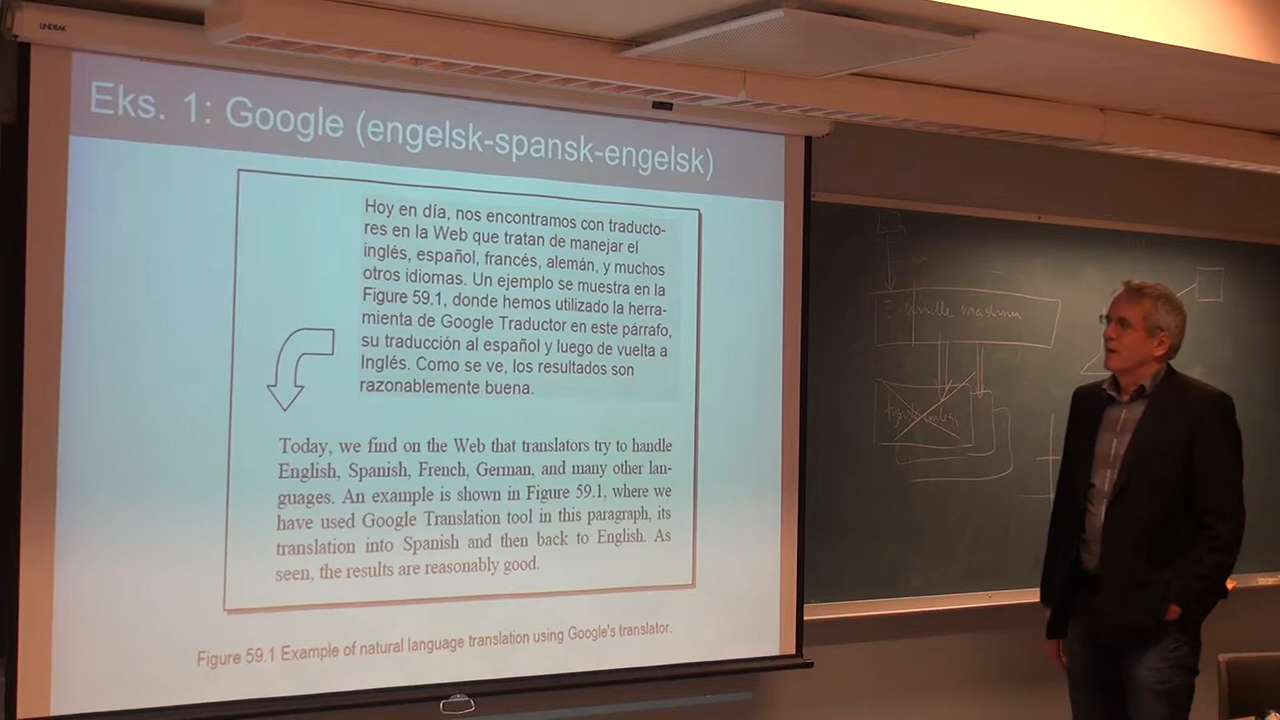 LINDBAK
Eks. 1: Google (engelsk-spansk-engelsk)
Hoy en día, nos encontramos con traducto-
res en la Web que tratan de manejar el
inglés, español, francés, alemán, y muchos
otros idiomas. Un ejemplo se muestra en la
Figure 59.1, donde hemos utilizado la herra-
mienta de Google Traductor en este párrafo,
su traducción al español y luego de vuelta a
Inglés. Como se ve, los resultados son
razonablemente buena.
Today, we find on the Web that translators try to handle
English, Spanish, French, German, and many other lan-
guages. An example is shown in Figure 59.1, where we
have used Google Translation tool in this paragraph, its
translation into Spanish and then back to English. As
seen, the results are reasonably good.
Figure 59.1 Example of natural language translation using Google's translator.